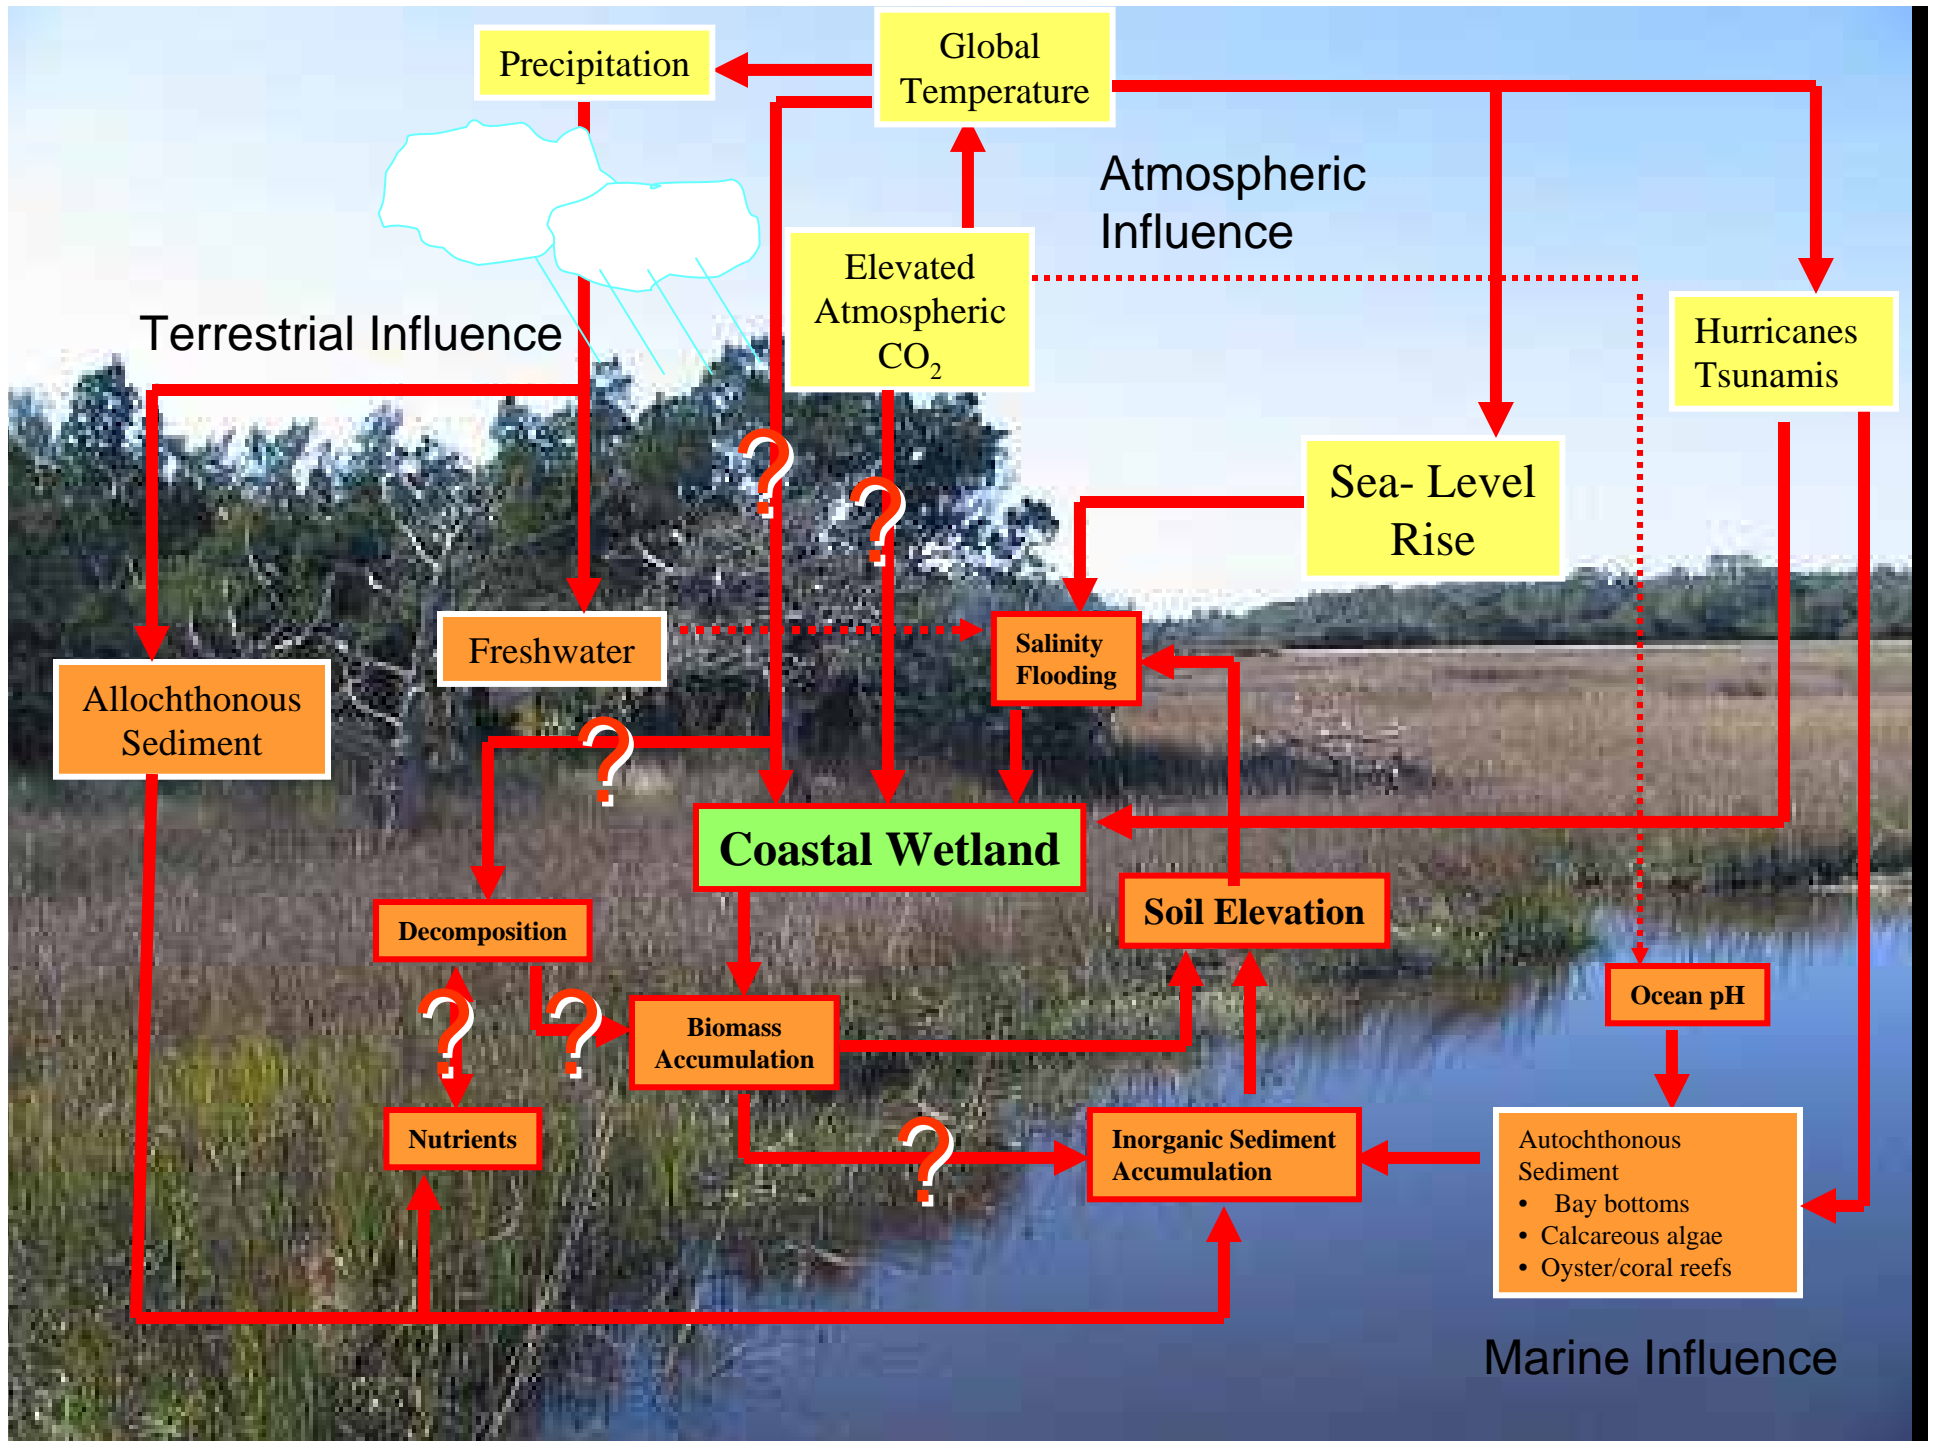 Precipitation
Global
Temperature
Atmospheric
Influence
Elevated
Atmospheric
CO2
Terrestrial Influence
Hurricanes
Tsunamis
Sea- Level
Rise
?
?
Freshwater
Salinity
Flooding
Allochthonous
Sediment
?
Coastal Wetland
Soil Elevation
Decomposition
Ocean pH
?
?
Biomass
Accumulation
Nutrients
?
Inorganic Sediment
Accumulation
Autochthonous
Sediment
• Bay bottoms
• Calcareous algae
• Oyster/coral reefs
Marine Influence